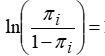 ln(πᵢ / (1 − πᵢ)) =